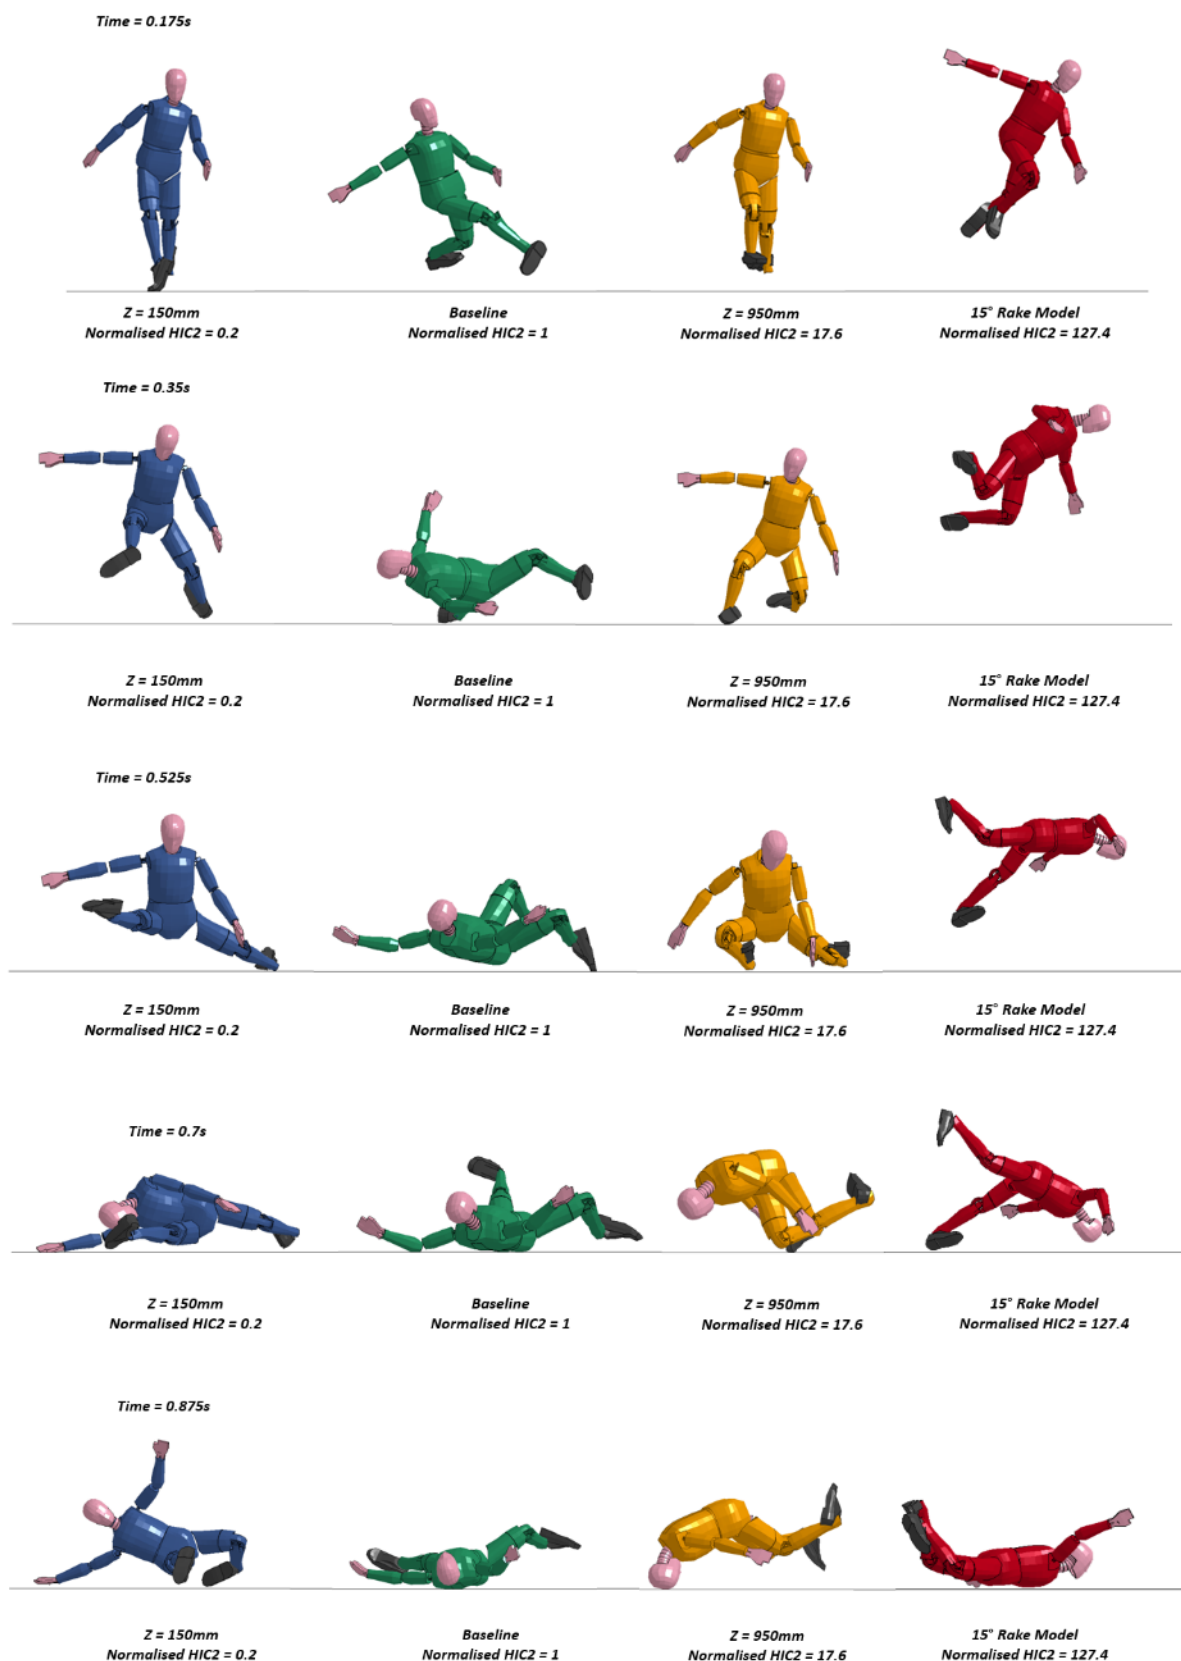 Time = 0.175s
Z = 150mm
Normalised HIC2 = 0.2
Baseline
Normalised HIC2 = 1
Z = 950mm
Normalised HIC2 = 17.6
15° Rake Model
Normalised HIC2 = 127.4
Time = 0.35s
Z = 150mm
Normalised HIC2 = 0.2
Baseline
Normalised HIC2 = 1
Z = 950mm
Normalised HIC2 = 17.6
15° Rake Model
Normalised HIC2 = 127.4
Time = 0.525s
Z = 150mm
Normalised HIC2 = 0.2
Baseline
Normalised HIC2 = 1
Z = 950mm
Normalised HIC2 = 17.6
15° Rake Model
Normalised HIC2 = 127.4
Time = 0.7s
Z = 150mm
Normalised HIC2 = 0.2
Baseline
Normalised HIC2 = 1
Z = 950mm
Normalised HIC2 = 17.6
15° Rake Model
Normalised HIC2 = 127.4
Time = 0.875s
Z = 150mm
Normalised HIC2 = 0.2
Baseline
Normalised HIC2 = 1
Z = 950mm
Normalised HIC2 = 17.6
15° Rake Model
Normalised HIC2 = 127.4